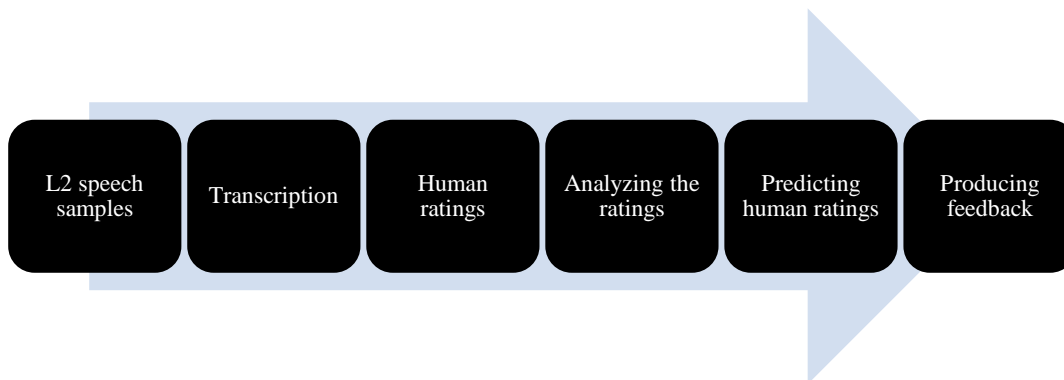 L2 speech
samples
Transcription
Human
ratings
Analyzing the
ratings
Predicting
human ratings
Producing
feedback